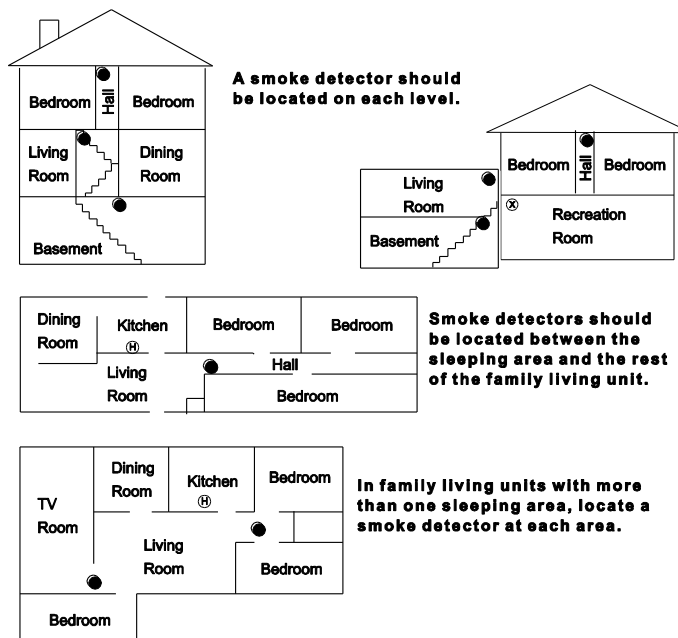 A smoke detector should
be located on each level.
Bedroom
Hall
Bedroom
Living
Room
Dining
Room
Basement
Bedroom
Hall
Bedroom
Living
Room
Basement
X
Recreation
Room
Dining
Room
Kitchen
H
Bedroom
Bedroom
Living
Room
Hall
Bedroom
Smoke detectors should
be located between the
sleeping area and the rest
of the family living unit.
TV
Room
Dining
Room
Kitchen
H
Bedroom
Living
Room
Bedroom
Bedroom
In family living units with more
than one sleeping area, locate a
smoke detector at each area.